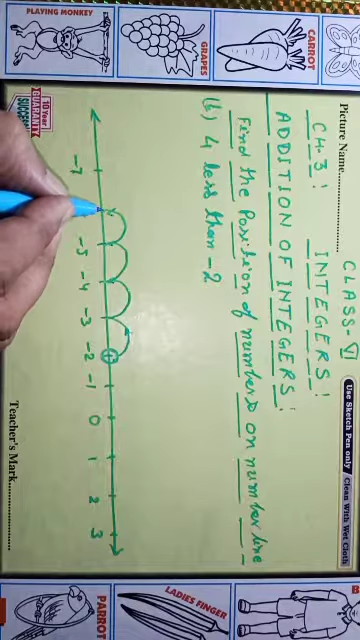 Picture Name
CLASS-VI
Use Sketch Pen only / Clean With Wet Cloth
CH.3: INTEGERS:
ADDITION OF INTEGERS:
Find the Position of numbers on number line
(b) 4 less than -2
-7 -5 -4 -3 -2 -1 0 1 2 3
Teacher's Mark
10 Year
GUARANTY
PLAYING MONKEY
GRAPES
CARROT
PARROT
LADIES FINGER